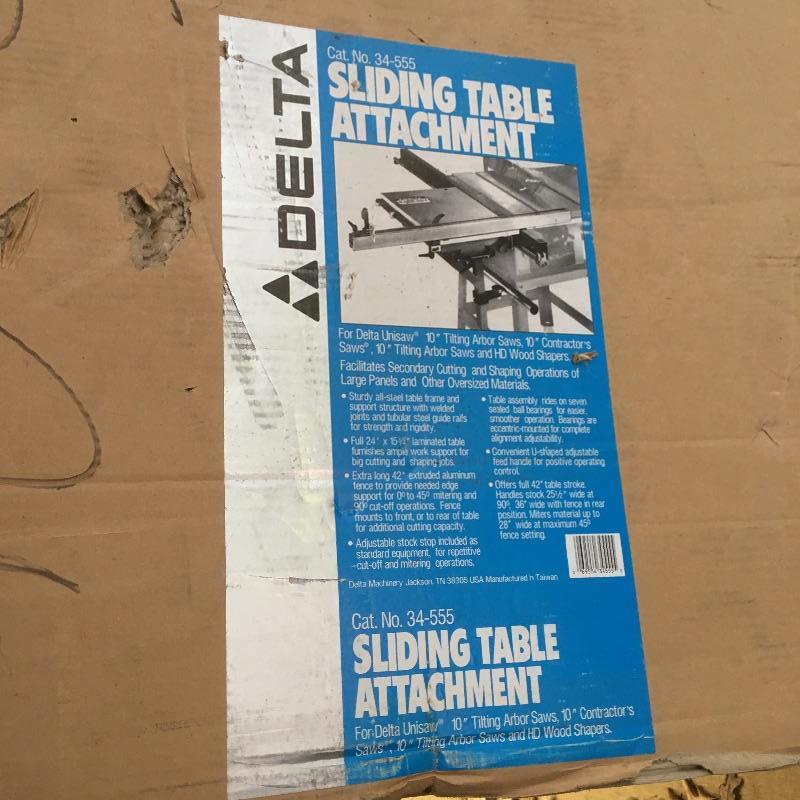 DELTA
Cat. No. 34-555
SLIDING TABLE
ATTACHMENT
For Delta Unisaw® 10" Tilting Arbor Saws, 10" Contractor's
Saws®, 10" Tilting Arbor Saws and HD Wood Shapers.
Facilitates Secondary Cutting and Shaping Operations of
Large Panels and Other Oversized Materials.
• Sturdy all-steel table frame and
support structure with welded
joints and tubular steel guide rails
for strength and rigidity.
• Full 24" x 15¼" laminated table
furnishes ample work support for
big cutting and shaping jobs.
• Extra long 42" extruded aluminum
fence to provide needed edge
support for 0º to 45º mitering and
90º cut-off operations. Fence
mounts to front, or to rear of table
for additional cutting capacity.
• Adjustable stock stop included as
standard equipment, for repetitive
cut-off and mitering operations.
• Table assembly rides on seven
sealed ball bearings for easier,
smoother operation. Bearings are
eccentric-mounted for complete
alignment adjustability.
• Convenient U-shaped adjustable
feed handle for positive operating
control.
• Offers full 42" table stroke.
Handles stock 25½" wide at
90º, 36" wide with fence in rear
position. Miters material up to
28" wide at maximum 45º
fence setting.
Delta Machinery Jackson, TN 38305 USA Manufactured in Taiwan
Cat. No. 34-555
SLIDING TABLE
ATTACHMENT
For Delta Unisaw® 10" Tilting Arbor Saws, 10" Contractor's
Saws®, 10" Tilting Arbor Saws and HD Wood Shapers.